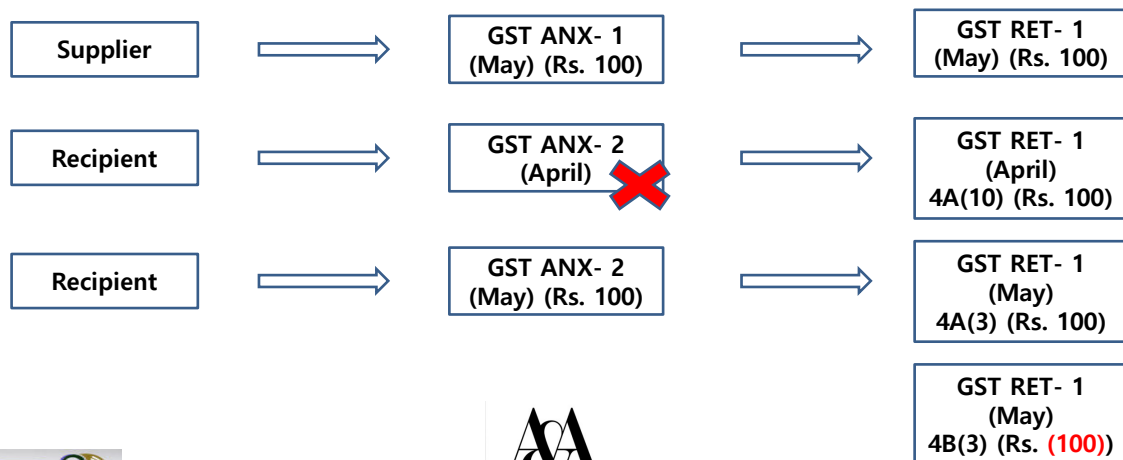 Supplier
GST ANX- 1
(May) (Rs. 100)
GST RET- 1
(May) (Rs. 100)
Recipient
GST ANX- 2
(April)
GST RET- 1
(April)
4A(10) (Rs. 100)
Recipient
GST ANX- 2
(May) (Rs. 100)
GST RET- 1
(May)
4A(3) (Rs. 100)
GST RET- 1
(May)
4B(3) (Rs. (100))